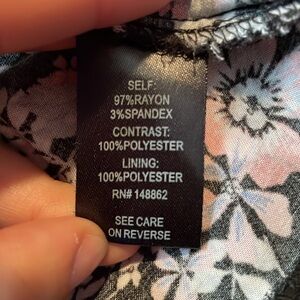 SELF:
97%RAYON
3%SPANDEX
CONTRAST:
100%POLYESTER
LINING:
100%POLYESTER
RN# 148862
SEE CARE
ON REVERSE